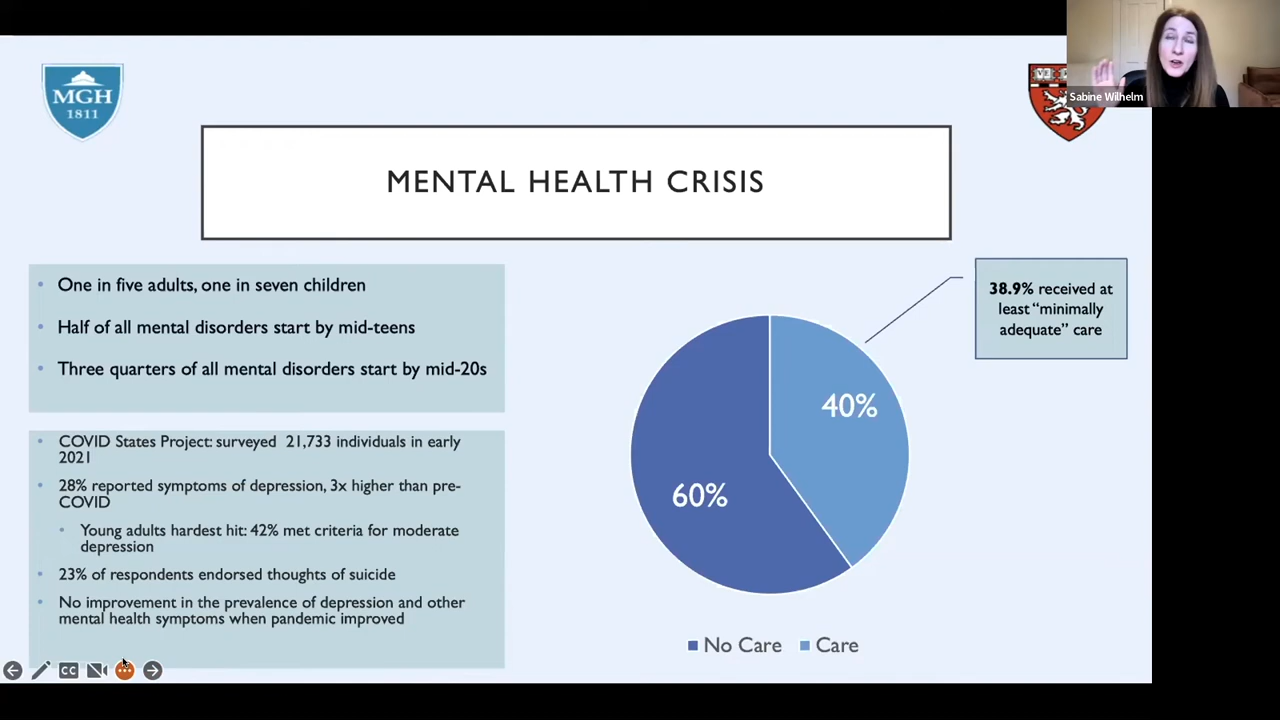 Sabine Wilhelm
MGH
1811
VE
MENTAL HEALTH CRISIS
One in five adults, one in seven children
Half of all mental disorders start by mid-teens
Three quarters of all mental disorders start by mid-20s
COVID States Project: surveyed 21,733 individuals in early
2021
28% reported symptoms of depression, 3x higher than pre-
COVID
Young adults hardest hit: 42% met criteria for moderate
depression
23% of respondents endorsed thoughts of suicide
No improvement in the prevalence of depression and other
mental health symptoms when pandemic improved
38.9% received at
least “minimally
adequate” care
40%
60%
No Care
Care
CC